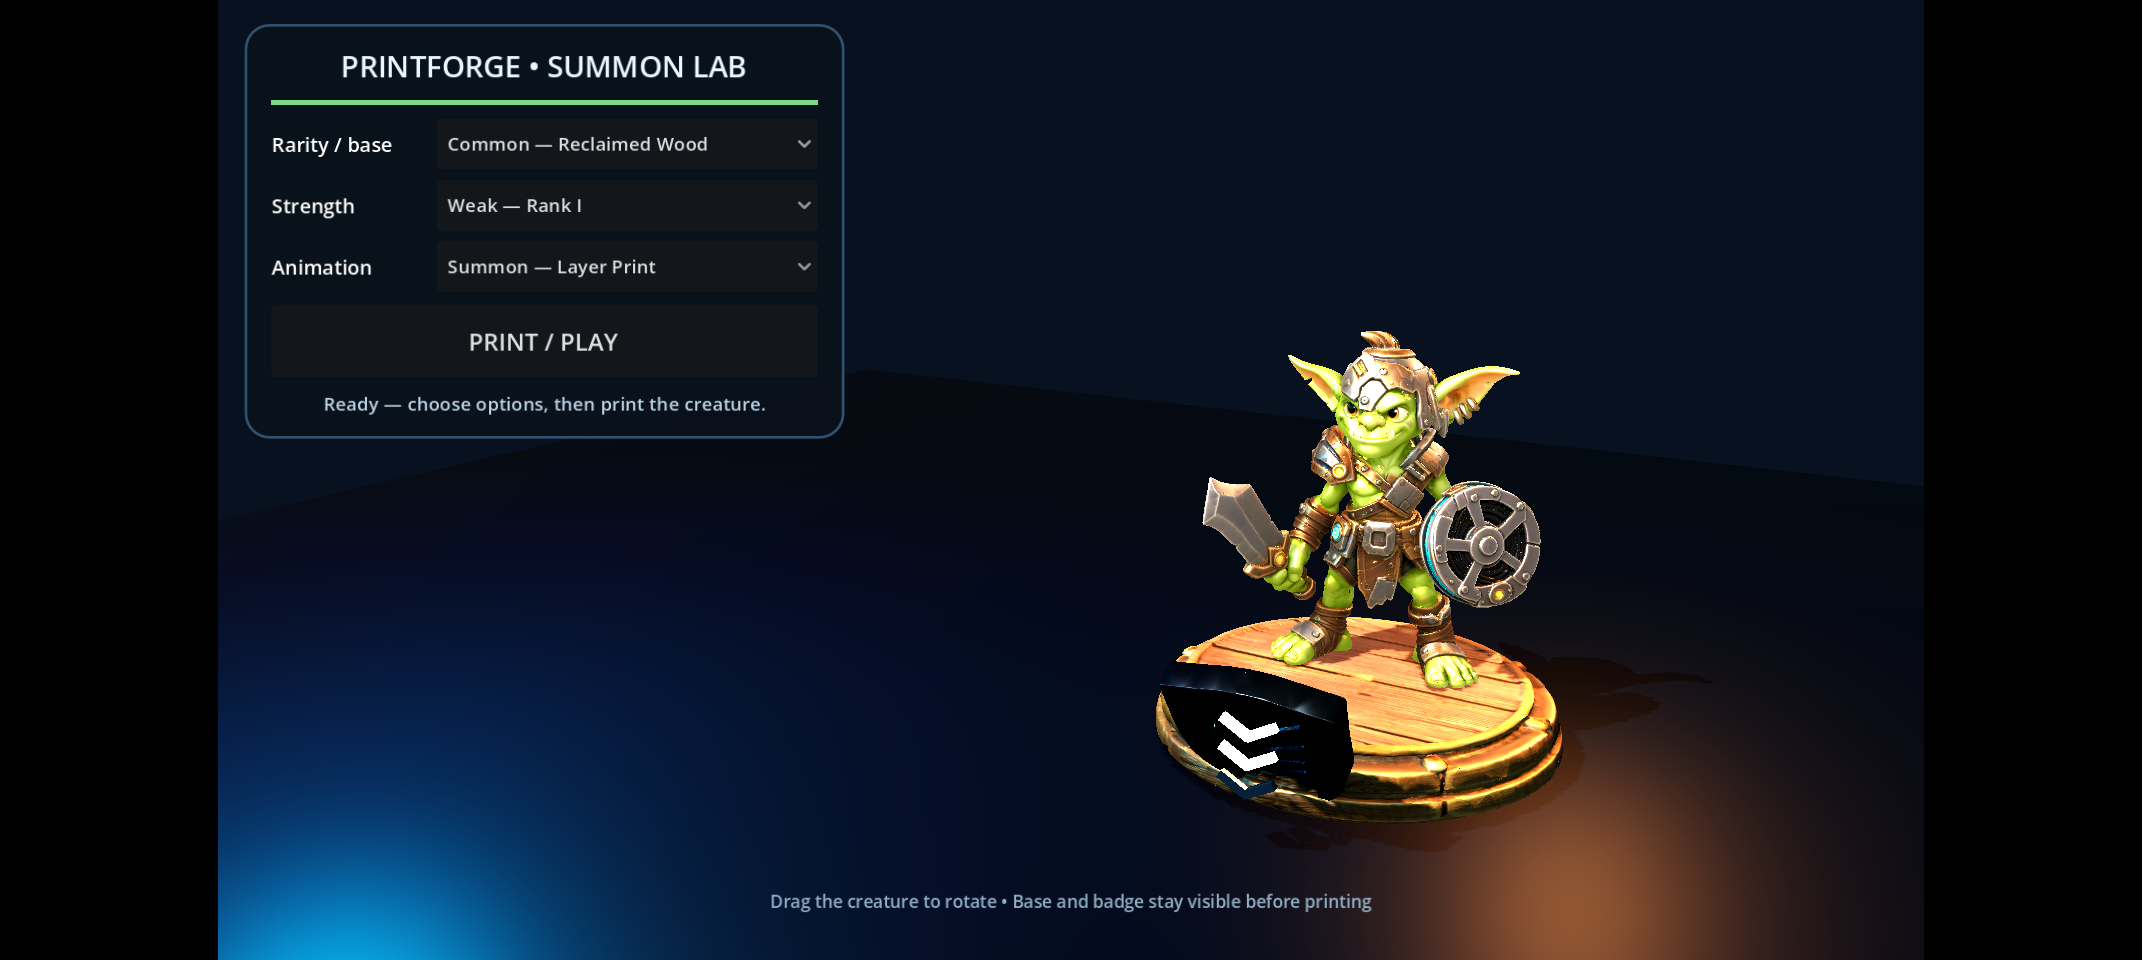 PRINTFORGE • SUMMON LAB
Rarity / base
Common — Reclaimed Wood
Strength
Weak — Rank I
Animation
Summon — Layer Print
PRINT / PLAY
Ready — choose options, then print the creature.
Drag the creature to rotate • Base and badge stay visible before printing